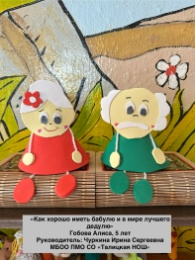 «Как хорошо иметь бабулю и в мире лучшего
дедулю»
Гобова Алиса, 5 лет
Руководитель: Чуркина Ирина Сергеевна
МБОО ПМО СО «Талицкая НОШ»